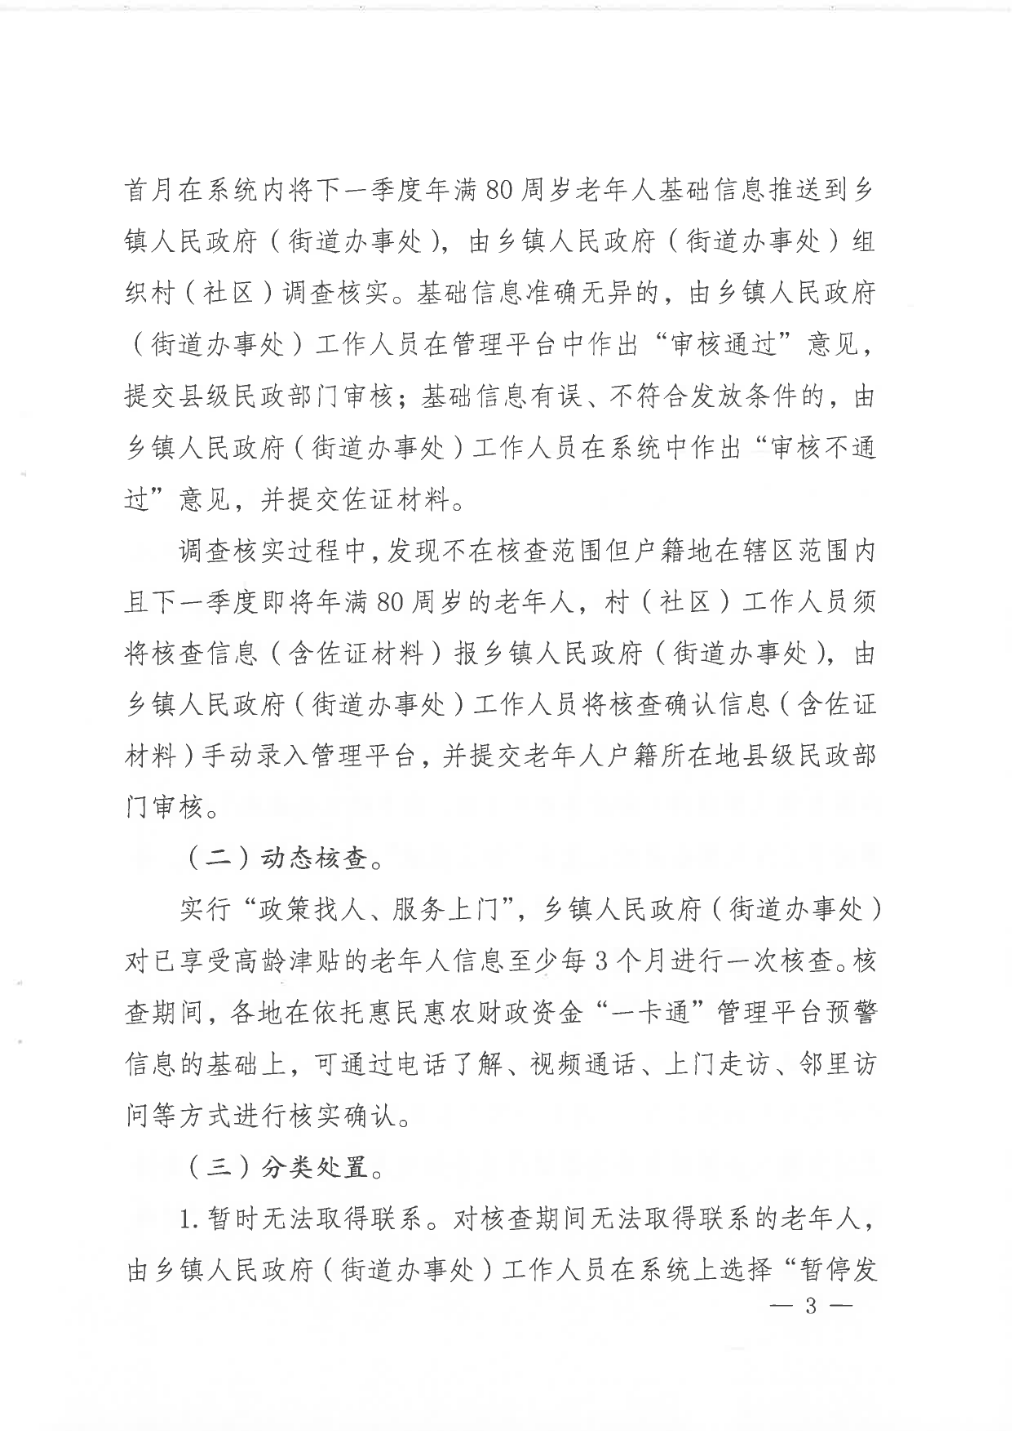 首月在系统内将下一季度年满 80 周岁老年人基础信息推送到乡
镇人民政府（街道办事处），由乡镇人民政府（街道办事处）组
织村（社区）调查核实。基础信息准确无异的，由乡镇人民政府
（街道办事处）工作人员在管理平台中作出“审核通过”意见，
提交县级民政部门审核；基础信息有误、不符合发放条件的，由
乡镇人民政府（街道办事处）工作人员在系统中作出“审核不通
过”意见，并提交佐证材料。
调查核实过程中，发现不在核查范围但户籍地在辖区范围内
且下一季度即将年满 80 周岁的老年人，村（社区）工作人员须
将核查信息（含佐证材料）报乡镇人民政府（街道办事处），由
乡镇人民政府（街道办事处）工作人员将核查确认信息（含佐证
材料）手动录入管理平台，并提交老年人户籍所在地县级民政部
门审核。
（二）动态核查。
实行“政策找人、服务上门”，乡镇人民政府（街道办事处）
对已享受高龄津贴的老年人信息至少每 3 个月进行一次核查。核
查期间，各地在依托惠民惠农财政资金“一卡通”管理平台预警
信息的基础上，可通过电话了解、视频通话、上门走访、邻里访
问等方式进行核实确认。
（三）分类处置。
1. 暂时无法取得联系。对核查期间无法取得联系的老年人，
由乡镇人民政府（街道办事处）工作人员在系统上选择“暂停发
— 3 —